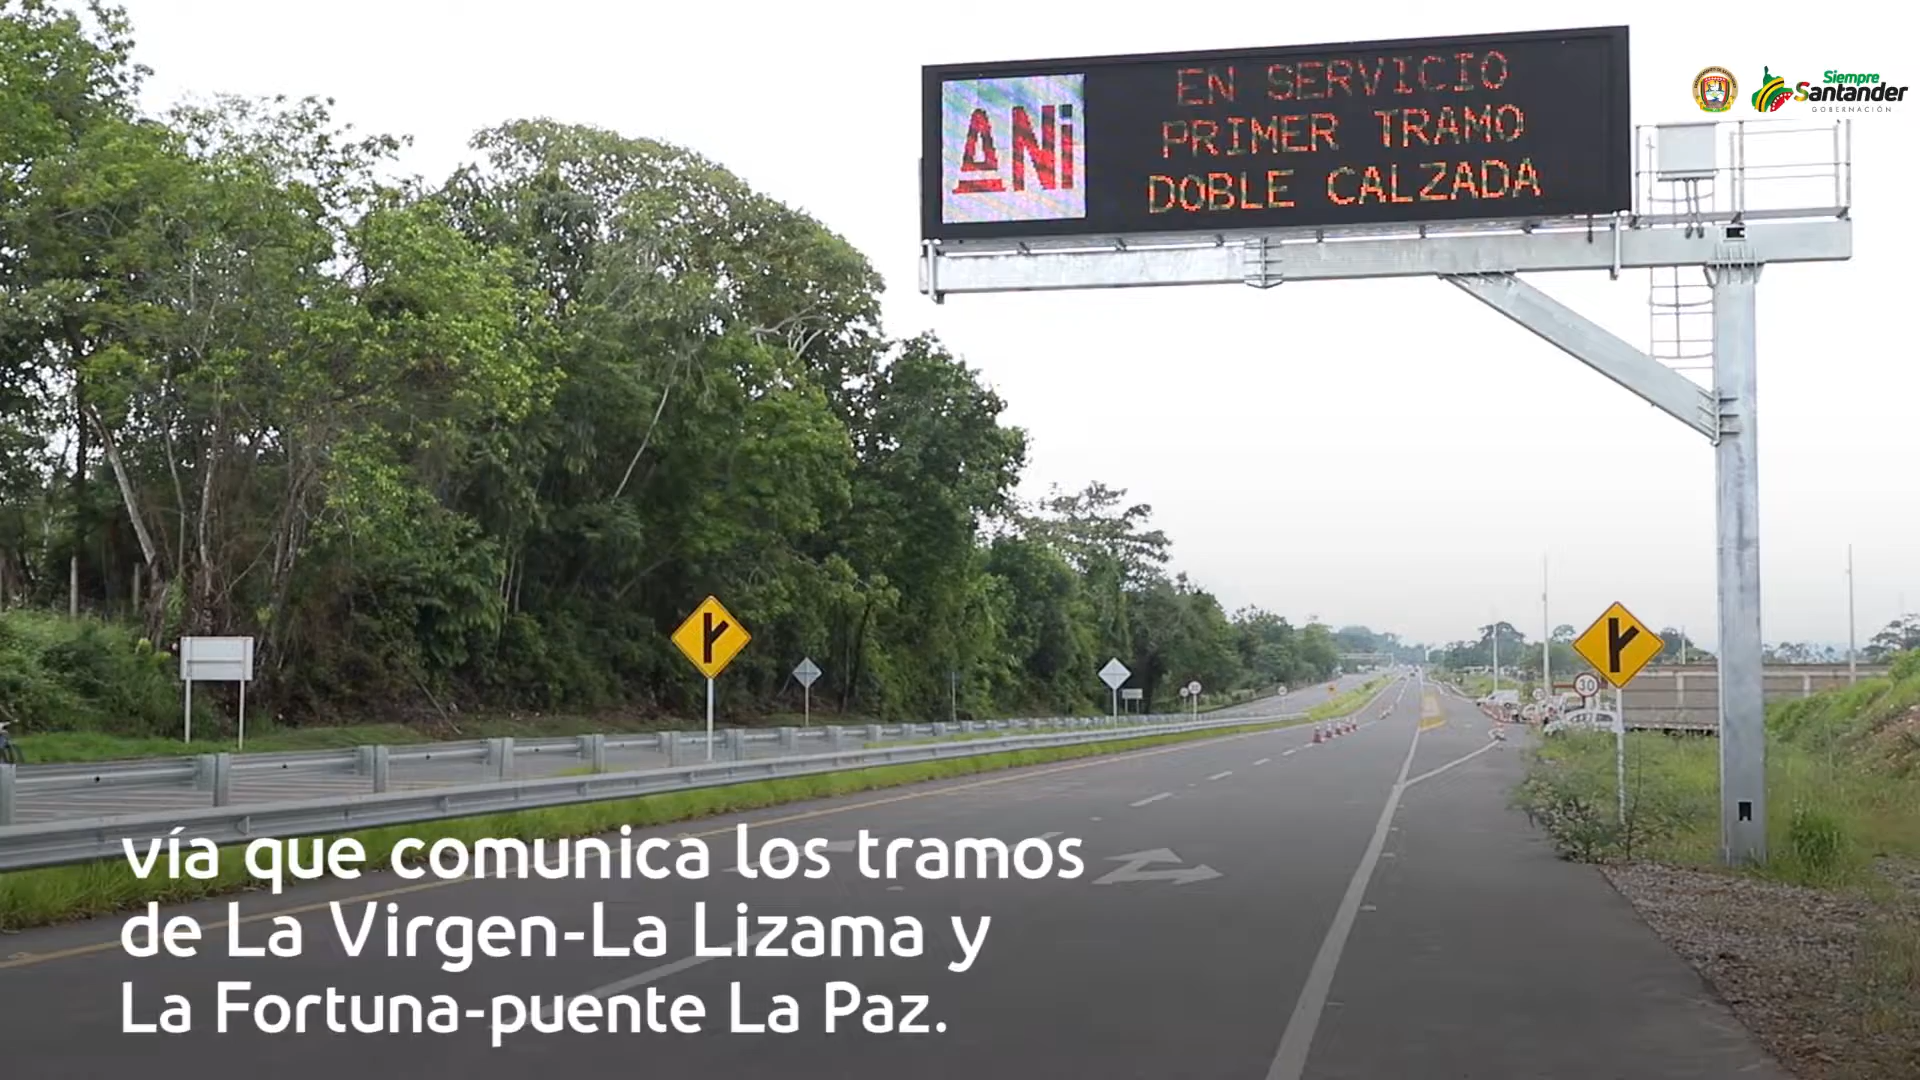 ANi
EN SERVICIO
PRIMER TRAMO
DOBLE CALZADA
Siempre
Santander
GOBERNACIÓN
30
vía que comunica los tramos
de La Virgen-La Lizama y
La Fortuna-puente La Paz.